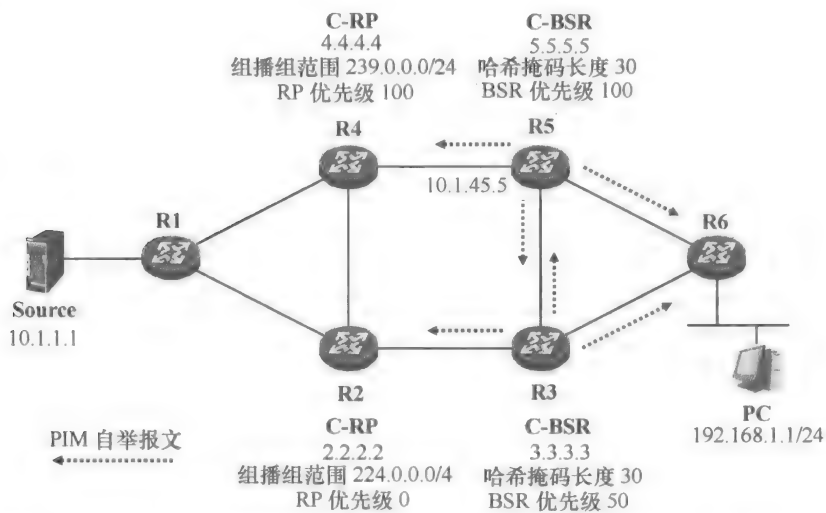 C-RP
4.4.4.4
组播组范围 239.0.0.0/24
RP 优先级 100
C-BSR
5.5.5.5
哈希掩码长度 30
BSR 优先级 100
R4
R5
10.1.45.5
R1
R6
Source
10.1.1.1
R2
R3
PC
192.168.1.1/24
PIM 自举报文
C-RP
2.2.2.2
组播组范围 224.0.0.0/4
RP 优先级 0
C-BSR
3.3.3.3
哈希掩码长度 30
BSR 优先级 50